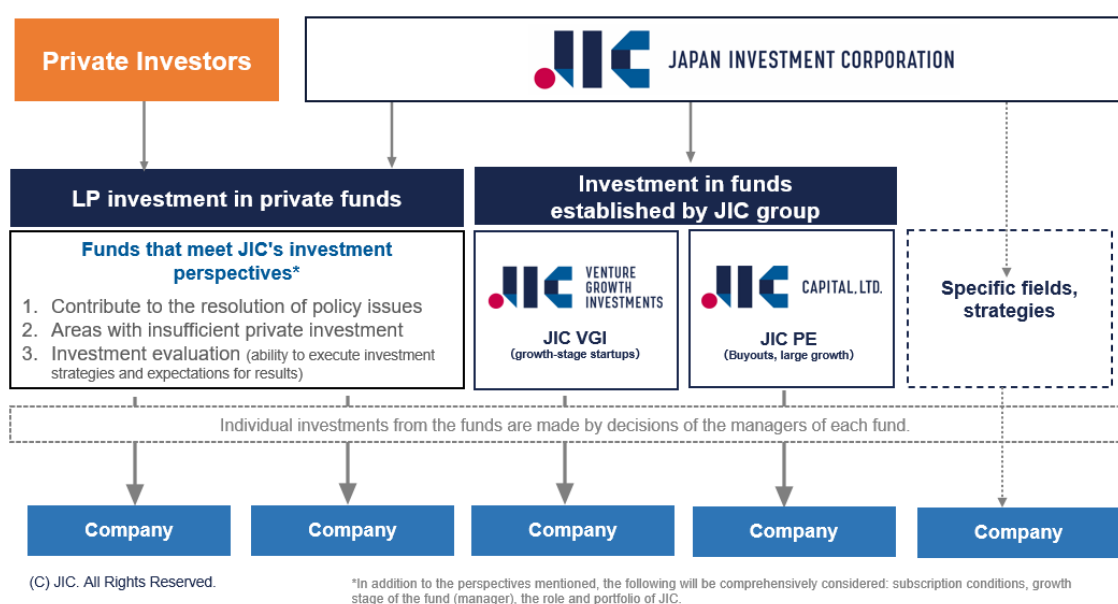 Private Investors
JIC JAPAN INVESTMENT CORPORATION
LP investment in private funds
Investment in funds
established by JIC group
Funds that meet JIC's investment
perspectives*
1. Contribute to the resolution of policy issues
2. Areas with insufficient private investment
3. Investment evaluation (ability to execute investment
strategies and expectations for results)
JIC VENTURE
GROWTH
INVESTMENTS
JIC VGI
(growth-stage startups)
JIC CAPITAL, LTD.
JIC PE
(Buyouts, large growth)
Specific fields,
strategies
Individual investments from the funds are made by decisions of the managers of each fund.
Company
Company
Company
Company
Company
(C) JIC. All Rights Reserved.
*In addition to the perspectives mentioned, the following will be comprehensively considered: subscription conditions, growth
stage of the fund (manager), the role and portfolio of JIC.